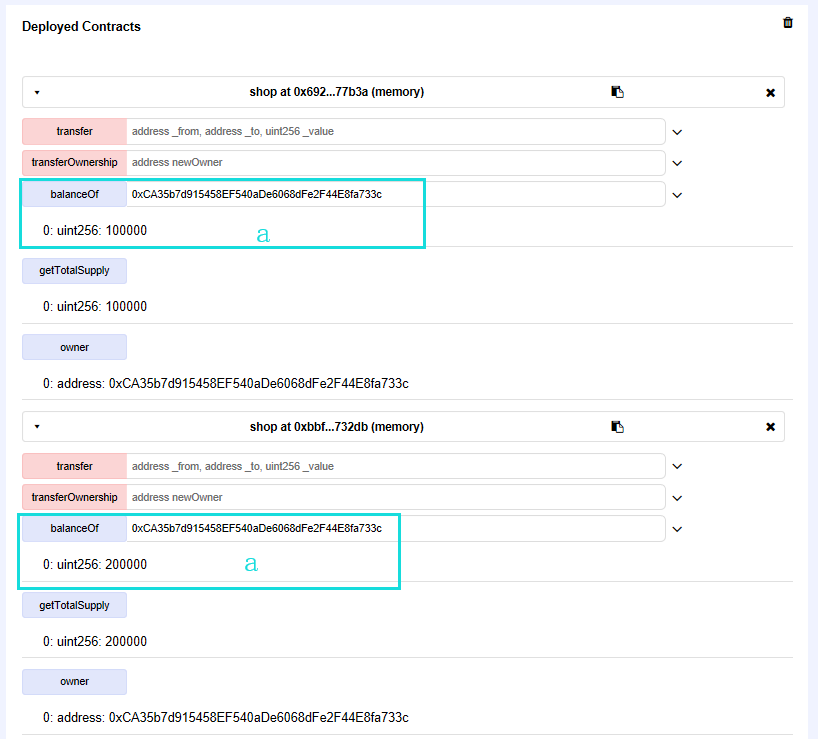 Deployed Contracts
shop at 0x692...77b3a (memory)
transfer address _from, address _to, uint256 _value
transferOwnership address newOwner
balanceOf 0xCA35b7d915458EF540aDe6068dFe2F44E8fa733c
0: uint256: 100000
a
getTotalSupply
0: uint256: 100000
owner
0: address: 0xCA35b7d915458EF540aDe6068dFe2F44E8fa733c
shop at 0xbbf...732db (memory)
transfer address _from, address _to, uint256 _value
transferOwnership address newOwner
balanceOf 0xCA35b7d915458EF540aDe6068dFe2F44E8fa733c
0: uint256: 200000
a
getTotalSupply
0: uint256: 200000
owner
0: address: 0xCA35b7d915458EF540aDe6068dFe2F44E8fa733c